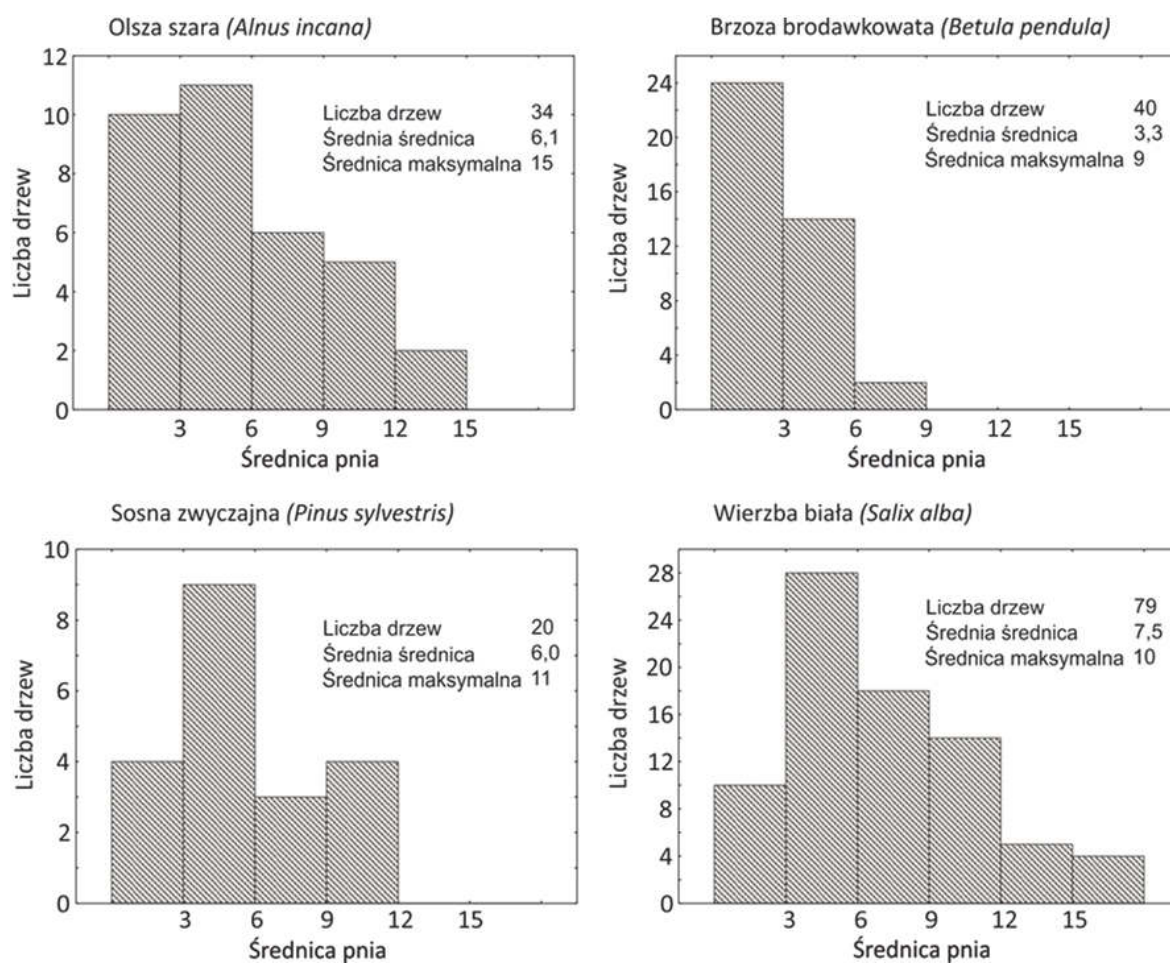 Olsza szara (Alnus incana)
12
10
8
6
4
2
0
Liczba drzew
Liczba drzew 34
Średnia średnica 6,1
Średnica maksymalna 15
3 6 9 12 15
Średnica pnia
Brzoza brodawkowata (Betula pendula)
24
20
16
12
8
4
0
Liczba drzew
Liczba drzew 40
Średnia średnica 3,3
Średnica maksymalna 9
3 6 9 12 15
Średnica pnia
Sosna zwyczajna (Pinus sylvestris)
10
8
6
4
2
0
Liczba drzew
Liczba drzew 20
Średnia średnica 6,0
Średnica maksymalna 11
3 6 9 12 15
Średnica pnia
Wierzba biała (Salix alba)
28
24
20
16
12
8
4
0
Liczba drzew
Liczba drzew 79
Średnia średnica 7,5
Średnica maksymalna 10
3 6 9 12 15
Średnica pnia